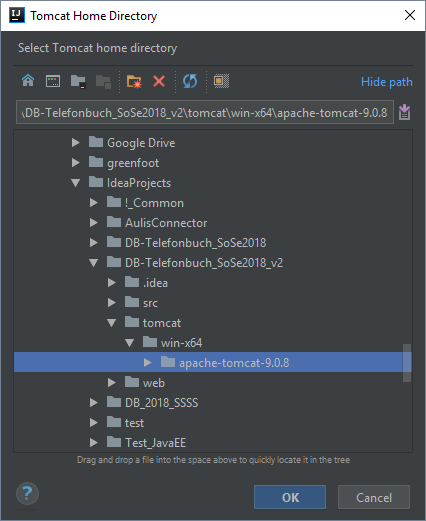 Tomcat Home Directory
Select Tomcat home directory
Hide path
\DB-Telefonbuch_SoSe2018_v2\tomcat\win-x64\apache-tomcat-9.0.8
Google Drive
greenfoot
IdeaProjects
!_Common
AulisConnector
DB-Telefonbuch_SoSe2018
DB-Telefonbuch_SoSe2018_v2
.idea
src
tomcat
win-x64
apache-tomcat-9.0.8
web
DB_2018_SSSS
test
Test_JavaEE
Drag and drop a file into the space above to quickly locate it in the tree
?
OK
Cancel